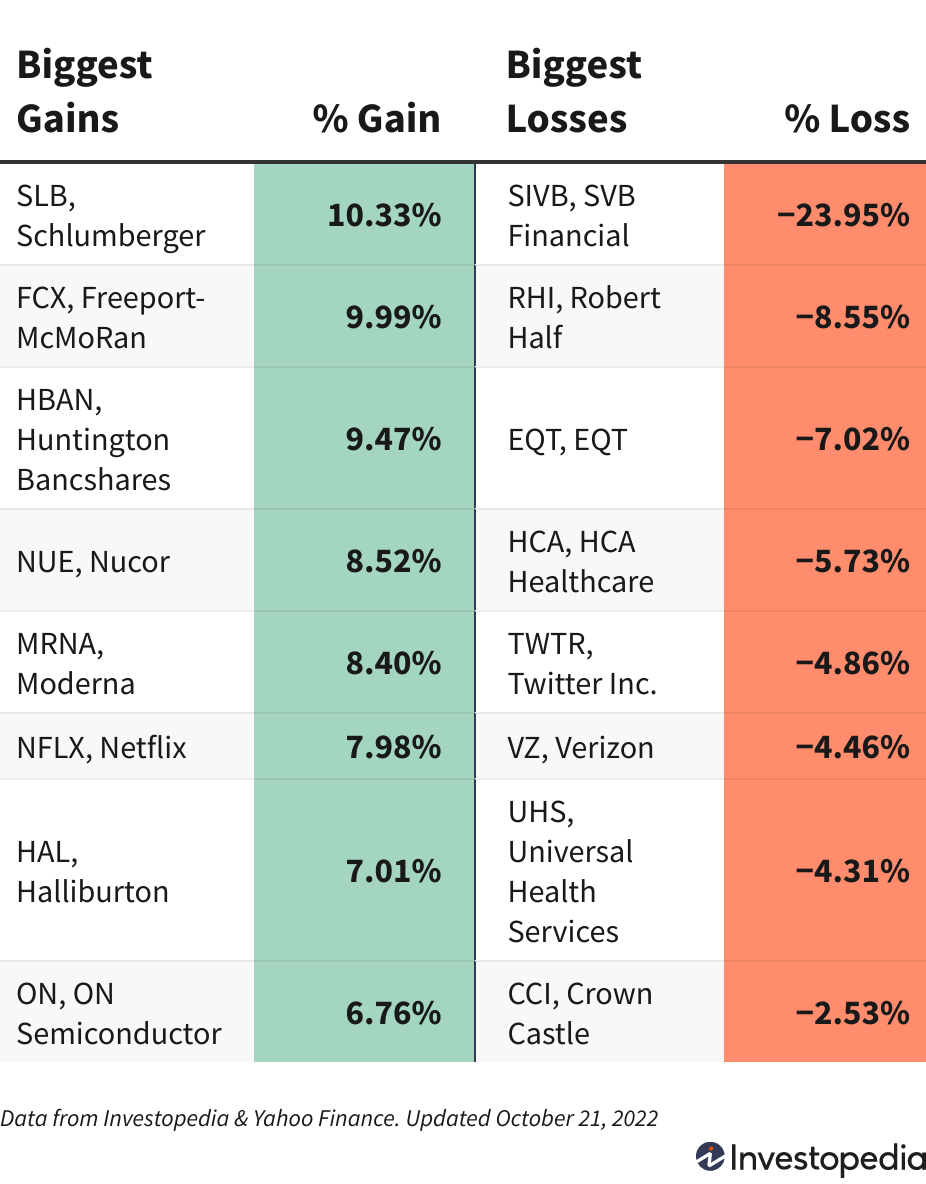 Biggest
Gains
% Gain
Biggest
Losses
% Loss
SLB,
Schlumberger
10.33%
SIVB, SVB
Financial
−23.95%
FCX, Freeport-
McMoRan
9.99%
RHI, Robert
Half
−8.55%
HBAN,
Huntington
Bancshares
9.47%
EQT, EQT
−7.02%
NUE, Nucor
8.52%
HCA, HCA
Healthcare
−5.73%
MRNA,
Moderna
8.40%
TWTR,
Twitter Inc.
−4.86%
NFLX, Netflix
7.98%
VZ, Verizon
−4.46%
HAL,
Halliburton
7.01%
UHS,
Universal
Health
Services
−4.31%
ON, ON
Semiconductor
6.76%
CCI, Crown
Castle
−2.53%
Data from Investopedia & Yahoo Finance. Updated October 21, 2022
Investopedia